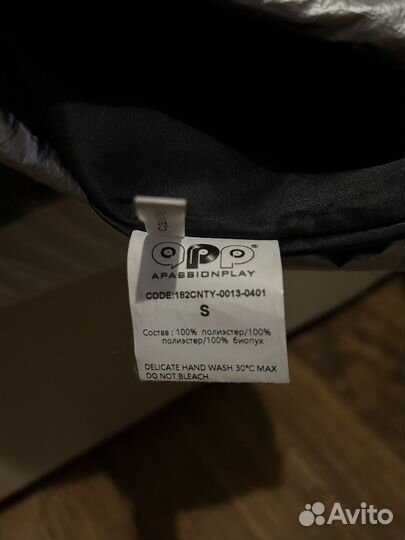 app®
APASSIONPLAY
CODE:182CNTY-0013-0401
S
Состав : 100% полиэстер/100%
полиэстер/100% биопух
DELICATE HAND WASH 30°C MAX
DO NOT BLEACH
Avito